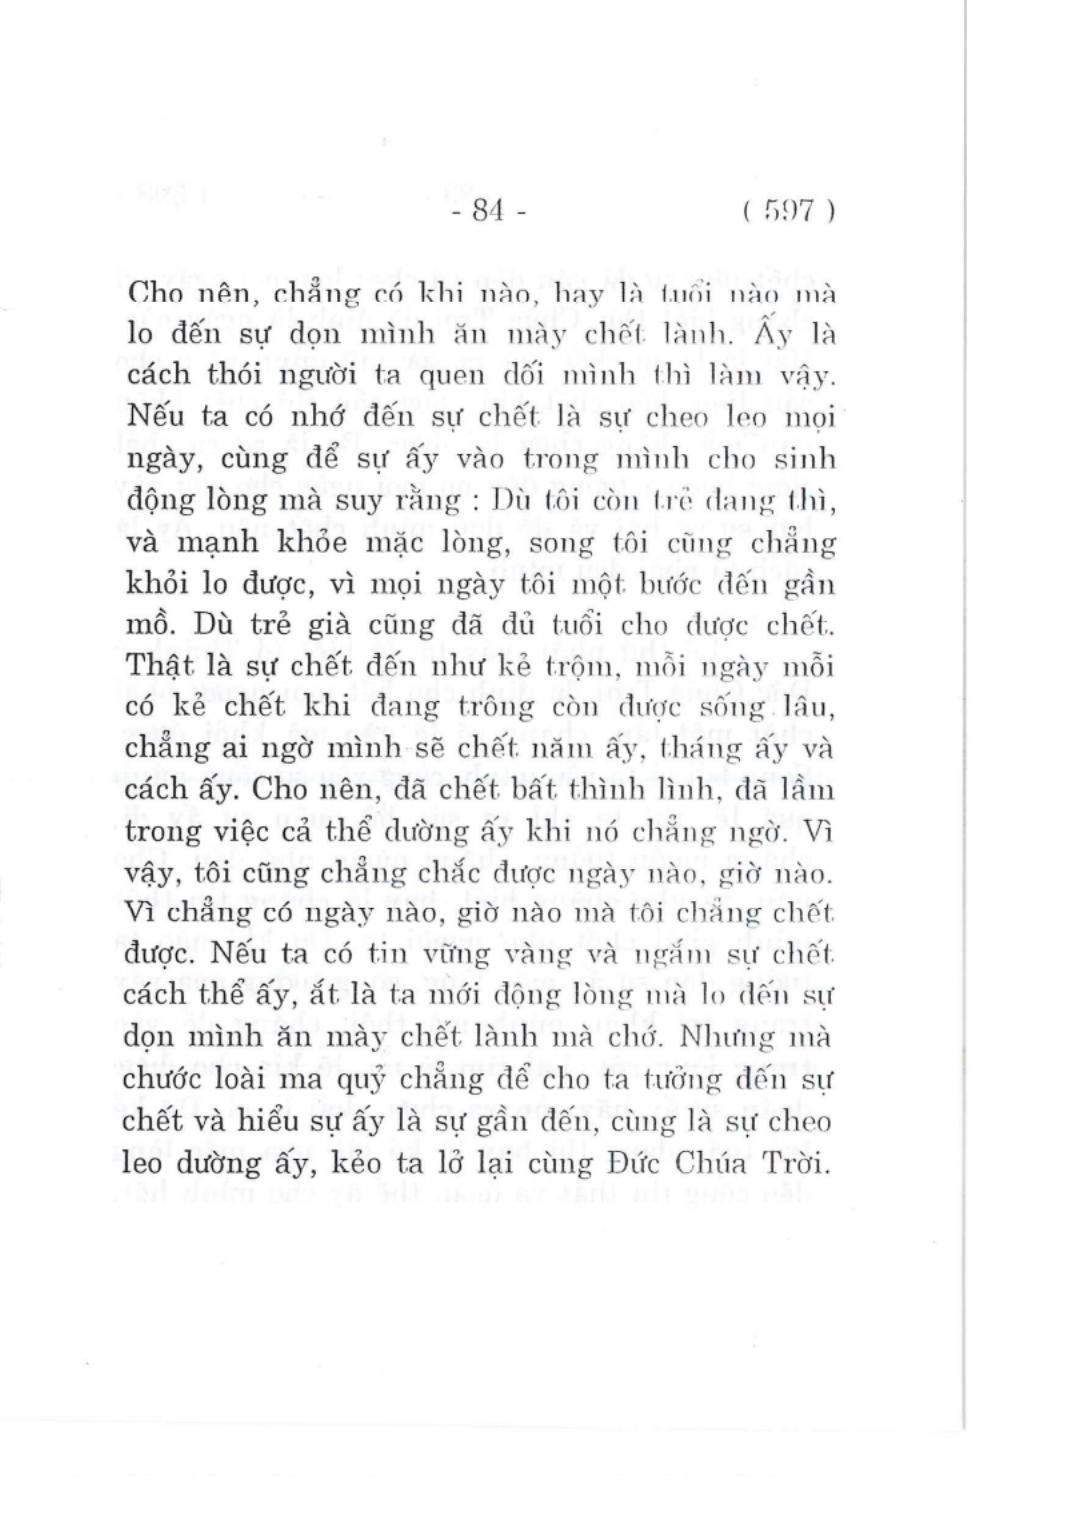 - 84 - ( 597 )
Cho nên, chẳng có khi nào, hay là tuổi nào mà
lo đến sự dọn mình ăn mày chết lành. Ấy là
cách thói người ta quen dối mình thì làm vậy.
Nếu ta có nhớ đến sự chết là sự cheo leo mọi
ngày, cùng để sự ấy vào trong mình cho sinh
động lòng mà suy rằng : Dù tôi còn trẻ đang thì,
và mạnh khỏe mặc lòng, song tôi cũng chẳng
khỏi lo được, vì mọi ngày tôi một bước đến gần
mồ. Dù trẻ già cũng đã đủ tuổi cho được chết.
Thật là sự chết đến như kẻ trộm, mỗi ngày mỗi
có kẻ chết khi đang trông còn được sống lâu,
chẳng ai ngờ mình sẽ chết năm ấy, tháng ấy và
cách ấy. Cho nên, đã chết bất thình lình, đã lầm
trong việc cả thể dường ấy khi nó chẳng ngờ. Vì
vậy, tôi cũng chẳng chắc được ngày nào, giờ nào.
Vì chẳng có ngày nào, giờ nào mà tôi chẳng chết
được. Nếu ta có tin vững vàng và ngắm sự chết
cách thể ấy, ắt là ta mới động lòng mà lo đến sự
dọn mình ăn mày chết lành mà chớ. Nhưng mà
chước loài ma quỷ chẳng để cho ta tưởng đến sự
chết và hiểu sự ấy là sự gần đến, cùng là sự cheo
leo dường ấy, kẻo ta lở lại cùng Đức Chúa Trời.